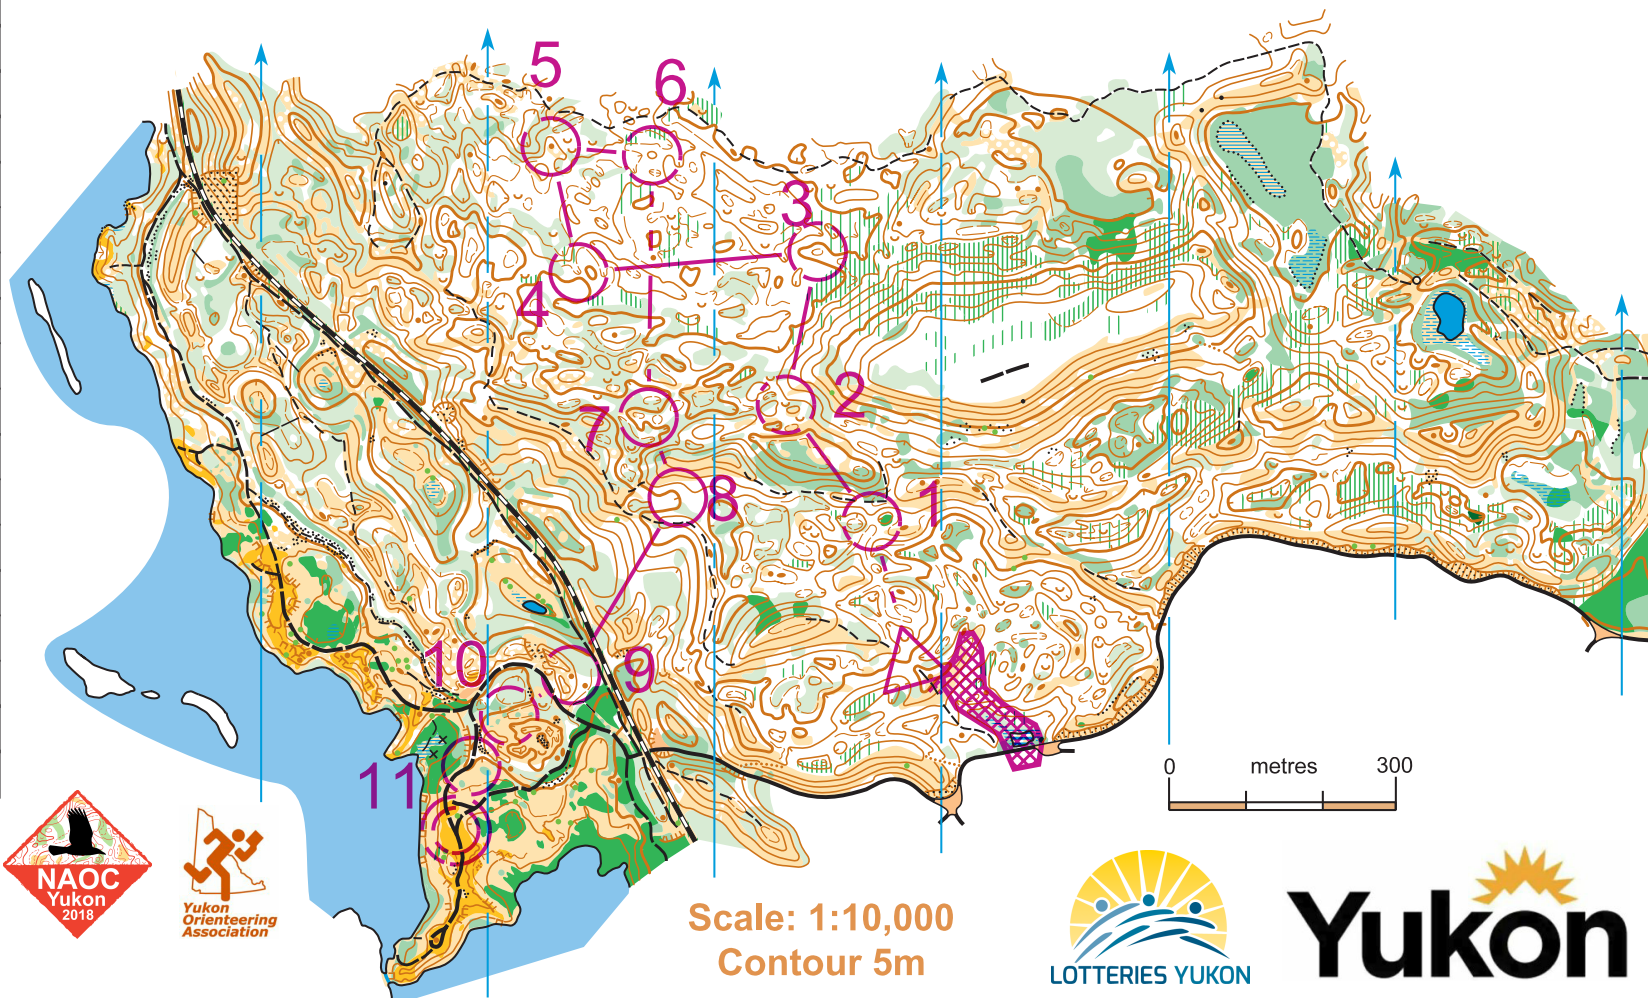 5
6
3
4
2
7
8
1
10
9
11
0 metres 300
NAOC
Yukon
2018
Yukon
Orienteering
Association
Scale: 1:10,000
Contour 5m
LOTTERIES YUKON
Yukon